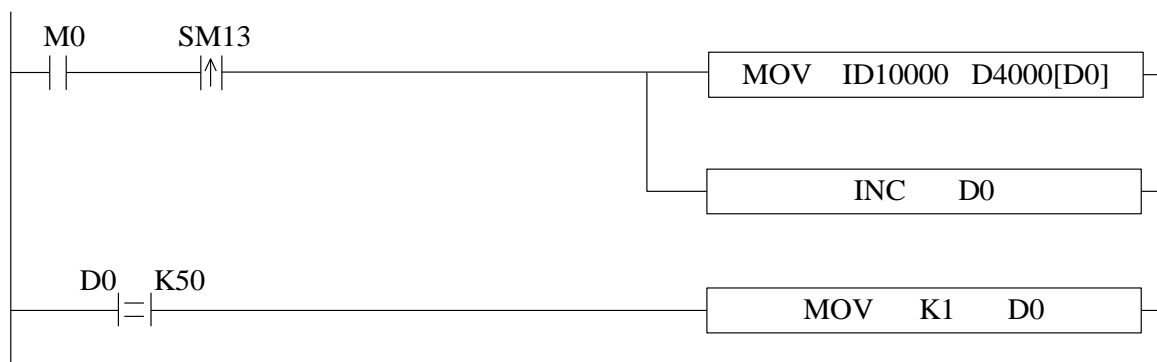 M0 SM13
MOV ID10000 D4000[D0]
INC D0
D0 K50
MOV K1 D0